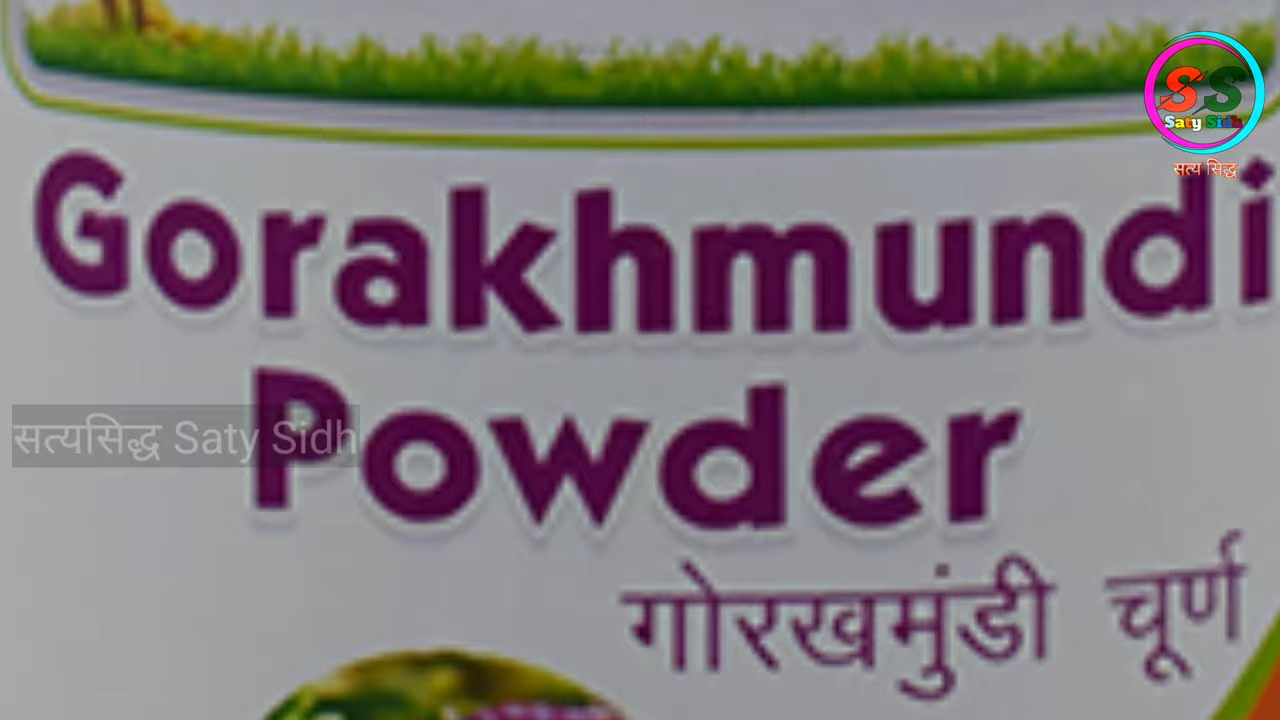 SS
Saty Sidh
सत्य सिद्ध
Gorakhmundi
Powder
सत्यसिद्ध Saty Sidh
गोरखमुंडी चूर्ण